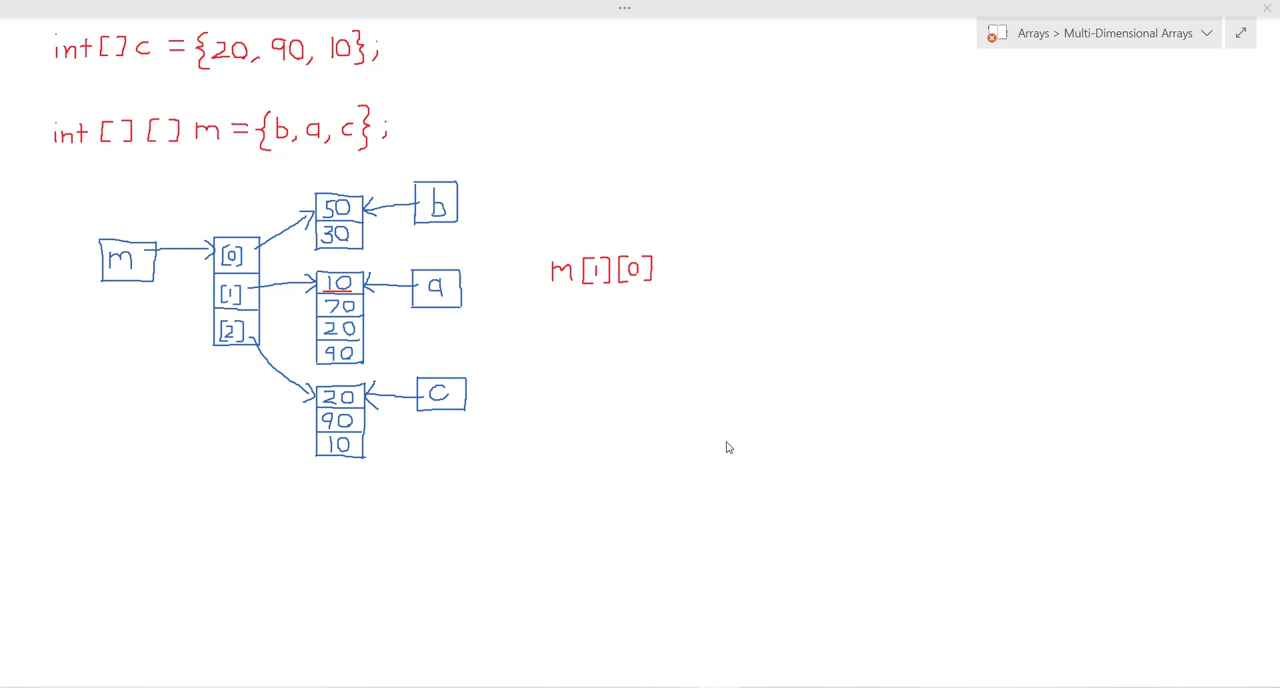 ...
Arrays > Multi-Dimensional Arrays
int[] c = {20, 90, 10};
int [ ] [ ] m = {b, a, c};
50
b
30
m
[0]
m[1][0]
10
a
[1]
70
20
[2]
90
20
c
90
10